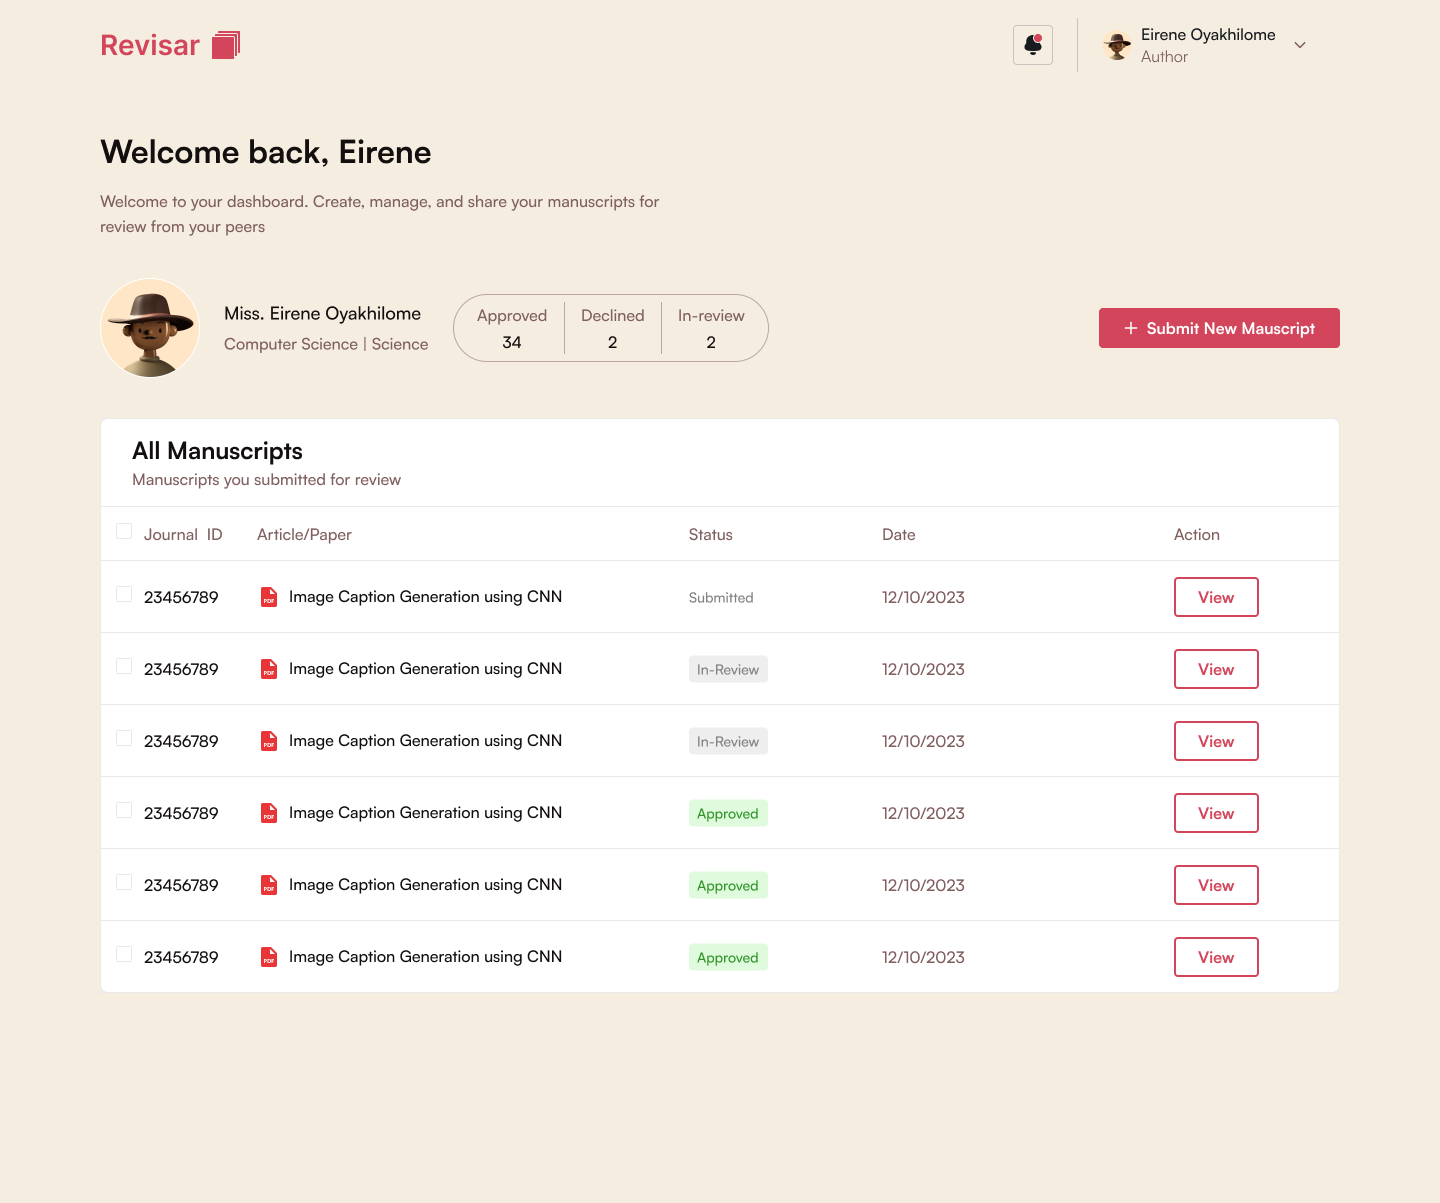 Revisar
Eirene Oyakhilome
Author
Welcome back, Eirene
Welcome to your dashboard. Create, manage, and share your manuscripts for
review from your peers
Miss. Eirene Oyakhilome
Computer Science | Science
Approved Declined In-review
34 2 2
Submit New Mauscript
All Manuscripts
Manuscripts you submitted for review
Journal ID Article/Paper Status Date Action
23456789 PDF Image Caption Generation using CNN Submitted 12/10/2023 View
23456789 PDF Image Caption Generation using CNN In-Review 12/10/2023 View
23456789 PDF Image Caption Generation using CNN In-Review 12/10/2023 View
23456789 PDF Image Caption Generation using CNN Approved 12/10/2023 View
23456789 PDF Image Caption Generation using CNN Approved 12/10/2023 View
23456789 PDF Image Caption Generation using CNN Approved 12/10/2023 View